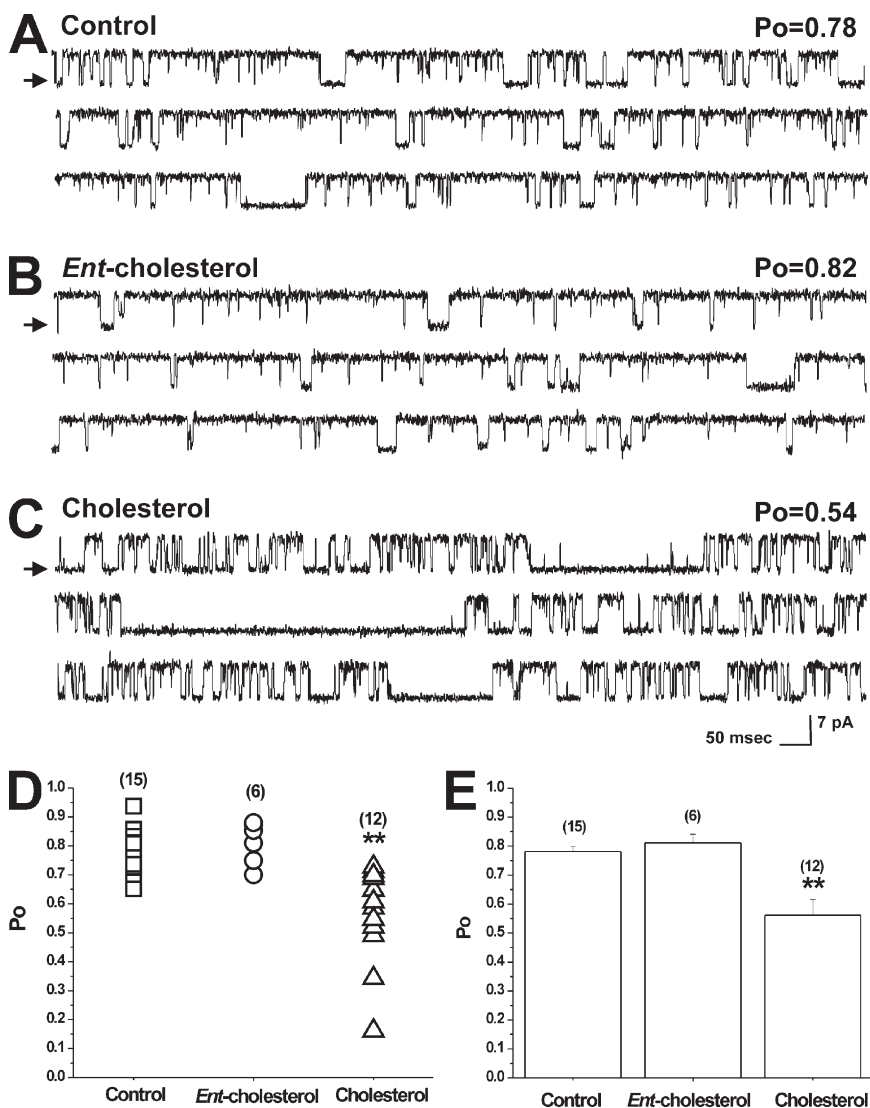 A Control Po=0.78
B Ent-cholesterol Po=0.82
C Cholesterol Po=0.54
7 pA
50 msec
D
(15)
(6)
(12)
**
1.0
0.9
0.8
0.7
0.6
0.5
0.4
0.3
0.2
0.1
0.0
Po
Control Ent-cholesterol Cholesterol
E
(15)
(6)
(12)
**
1.0
0.9
0.8
0.7
0.6
0.5
0.4
0.3
0.2
0.1
0.0
Po
Control Ent-cholesterol Cholesterol